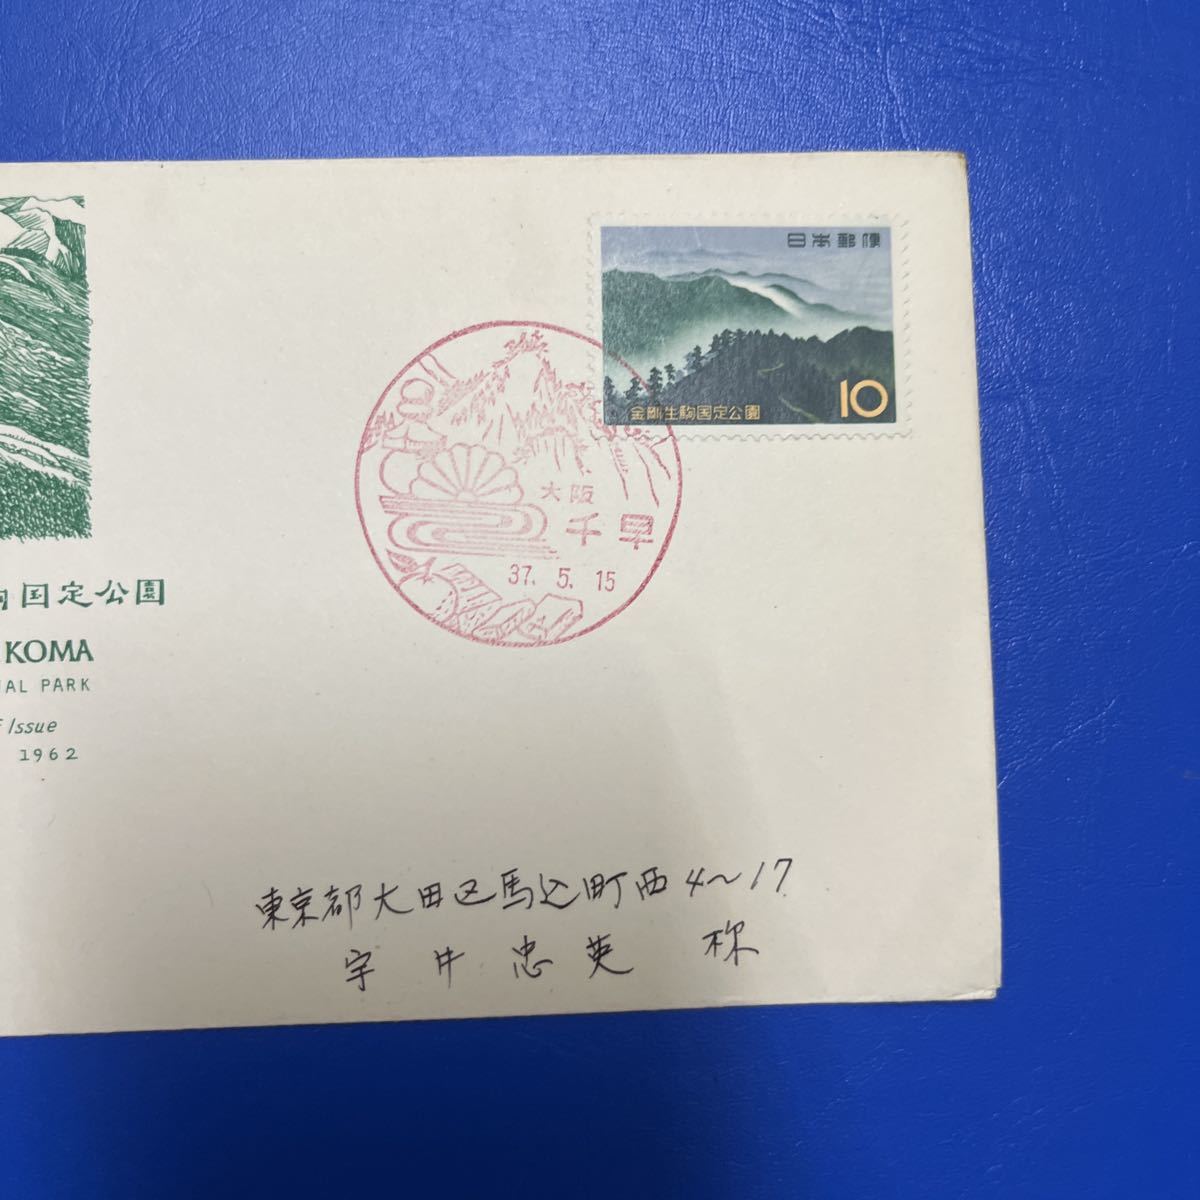 日本郵便
金剛生駒国定公園 10
大阪
千早
37. 5. 15
国定公園
KOMA
PARK
Issue
1962
東京都大田区馬込町西4〜17
宇井忠英 様